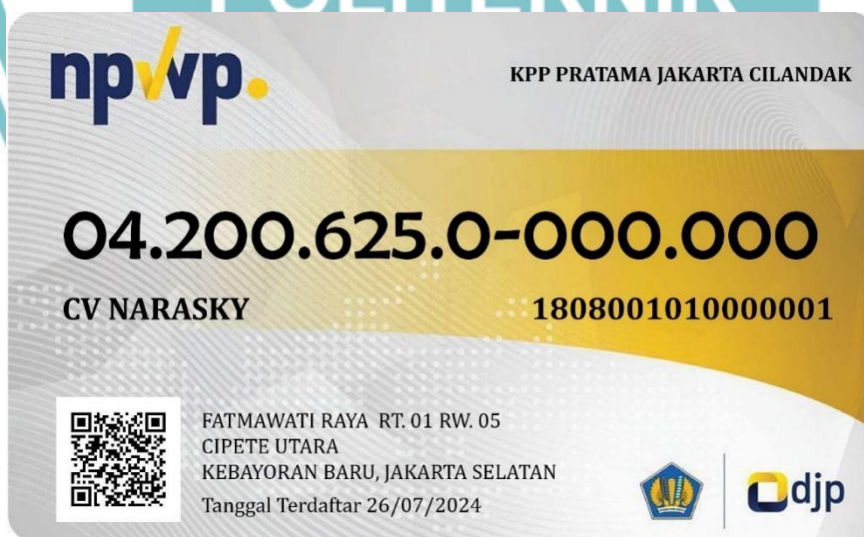 POLITEKNIK
npwp.
KPP PRATAMA JAKARTA CILANDAK
04.200.625.0-000.000
CV NARASKY
1808001010000001
FATMAWATI RAYA RT. 01 RW. 05
CIPETE UTARA
KEBAYORAN BARU, JAKARTA SELATAN
Tanggal Terdaftar 26/07/2024
djp